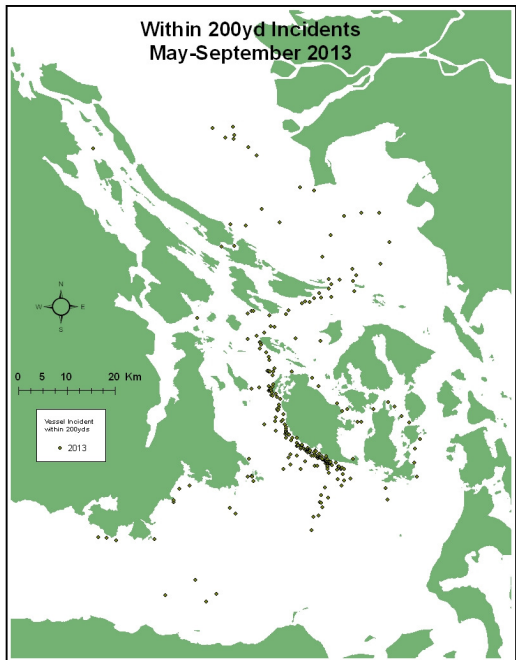 Within 200yd Incidents
May-September 2013
N
W E
S
0 5 10 20 Km
Vessel Incident
within 200yds
2013